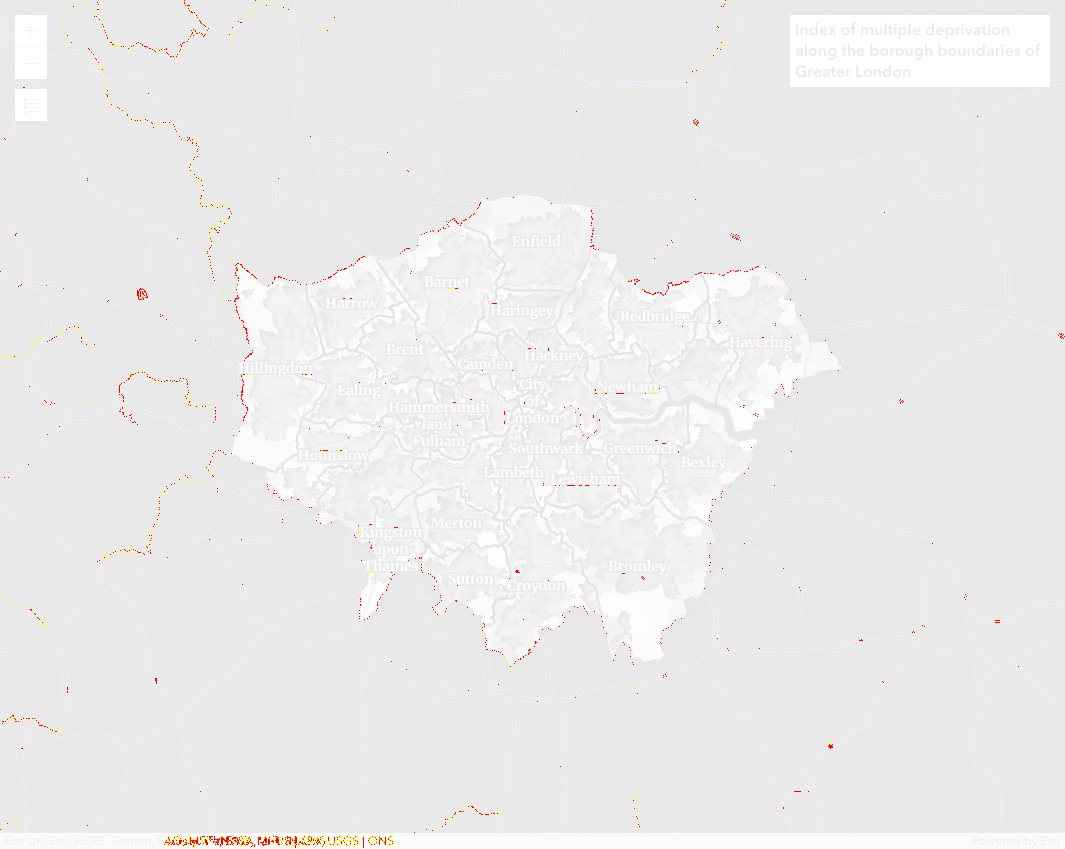 Index of multiple deprivation
along the borough boundaries of
Greater London
Enfield
Barnet
Harrow
Haringey
Redbridge
Havering
Brent
Hackney
Camden
Hillingdon
Ealing
City
of
London
Newham
Hammersmith
and
Fulham
Southwark
Greenwich
Hounslow
Bexley
Lambeth
Lewisham
Merton
Kingston
upon
Thames
Bromley
Sutton
Croydon
Esri UK, Esri, HERE, Garmin, USGS | ONS
Powered by Esri